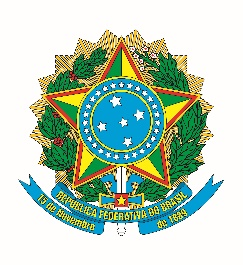 REPÚBLICA FEDERATIVA DO BRASIL
15 de Novembro
de 1889